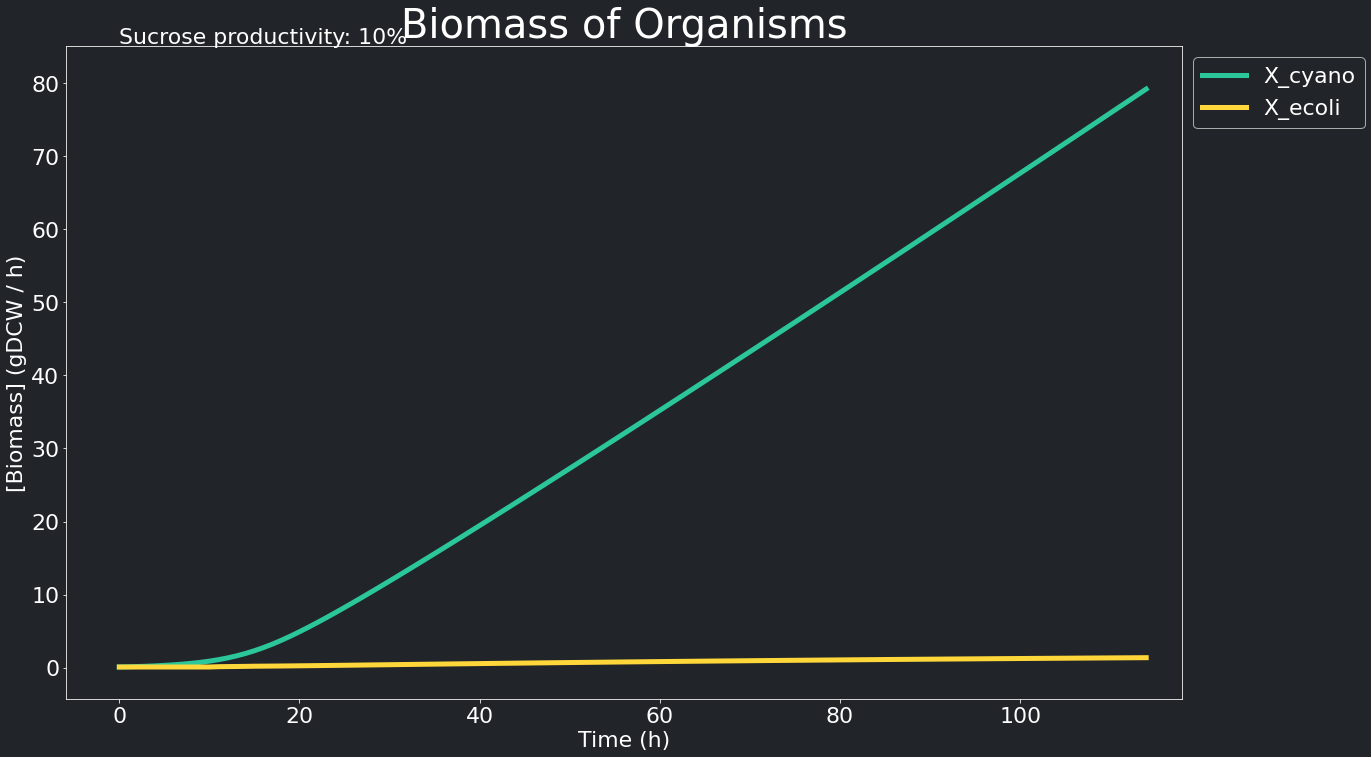 Biomass of Organisms
Sucrose productivity: 10%
X_cyano
X_ecoli
[Biomass] (gDCW / h)
80
70
60
50
40
30
20
10
0
0 20 40 60 80 100
Time (h)